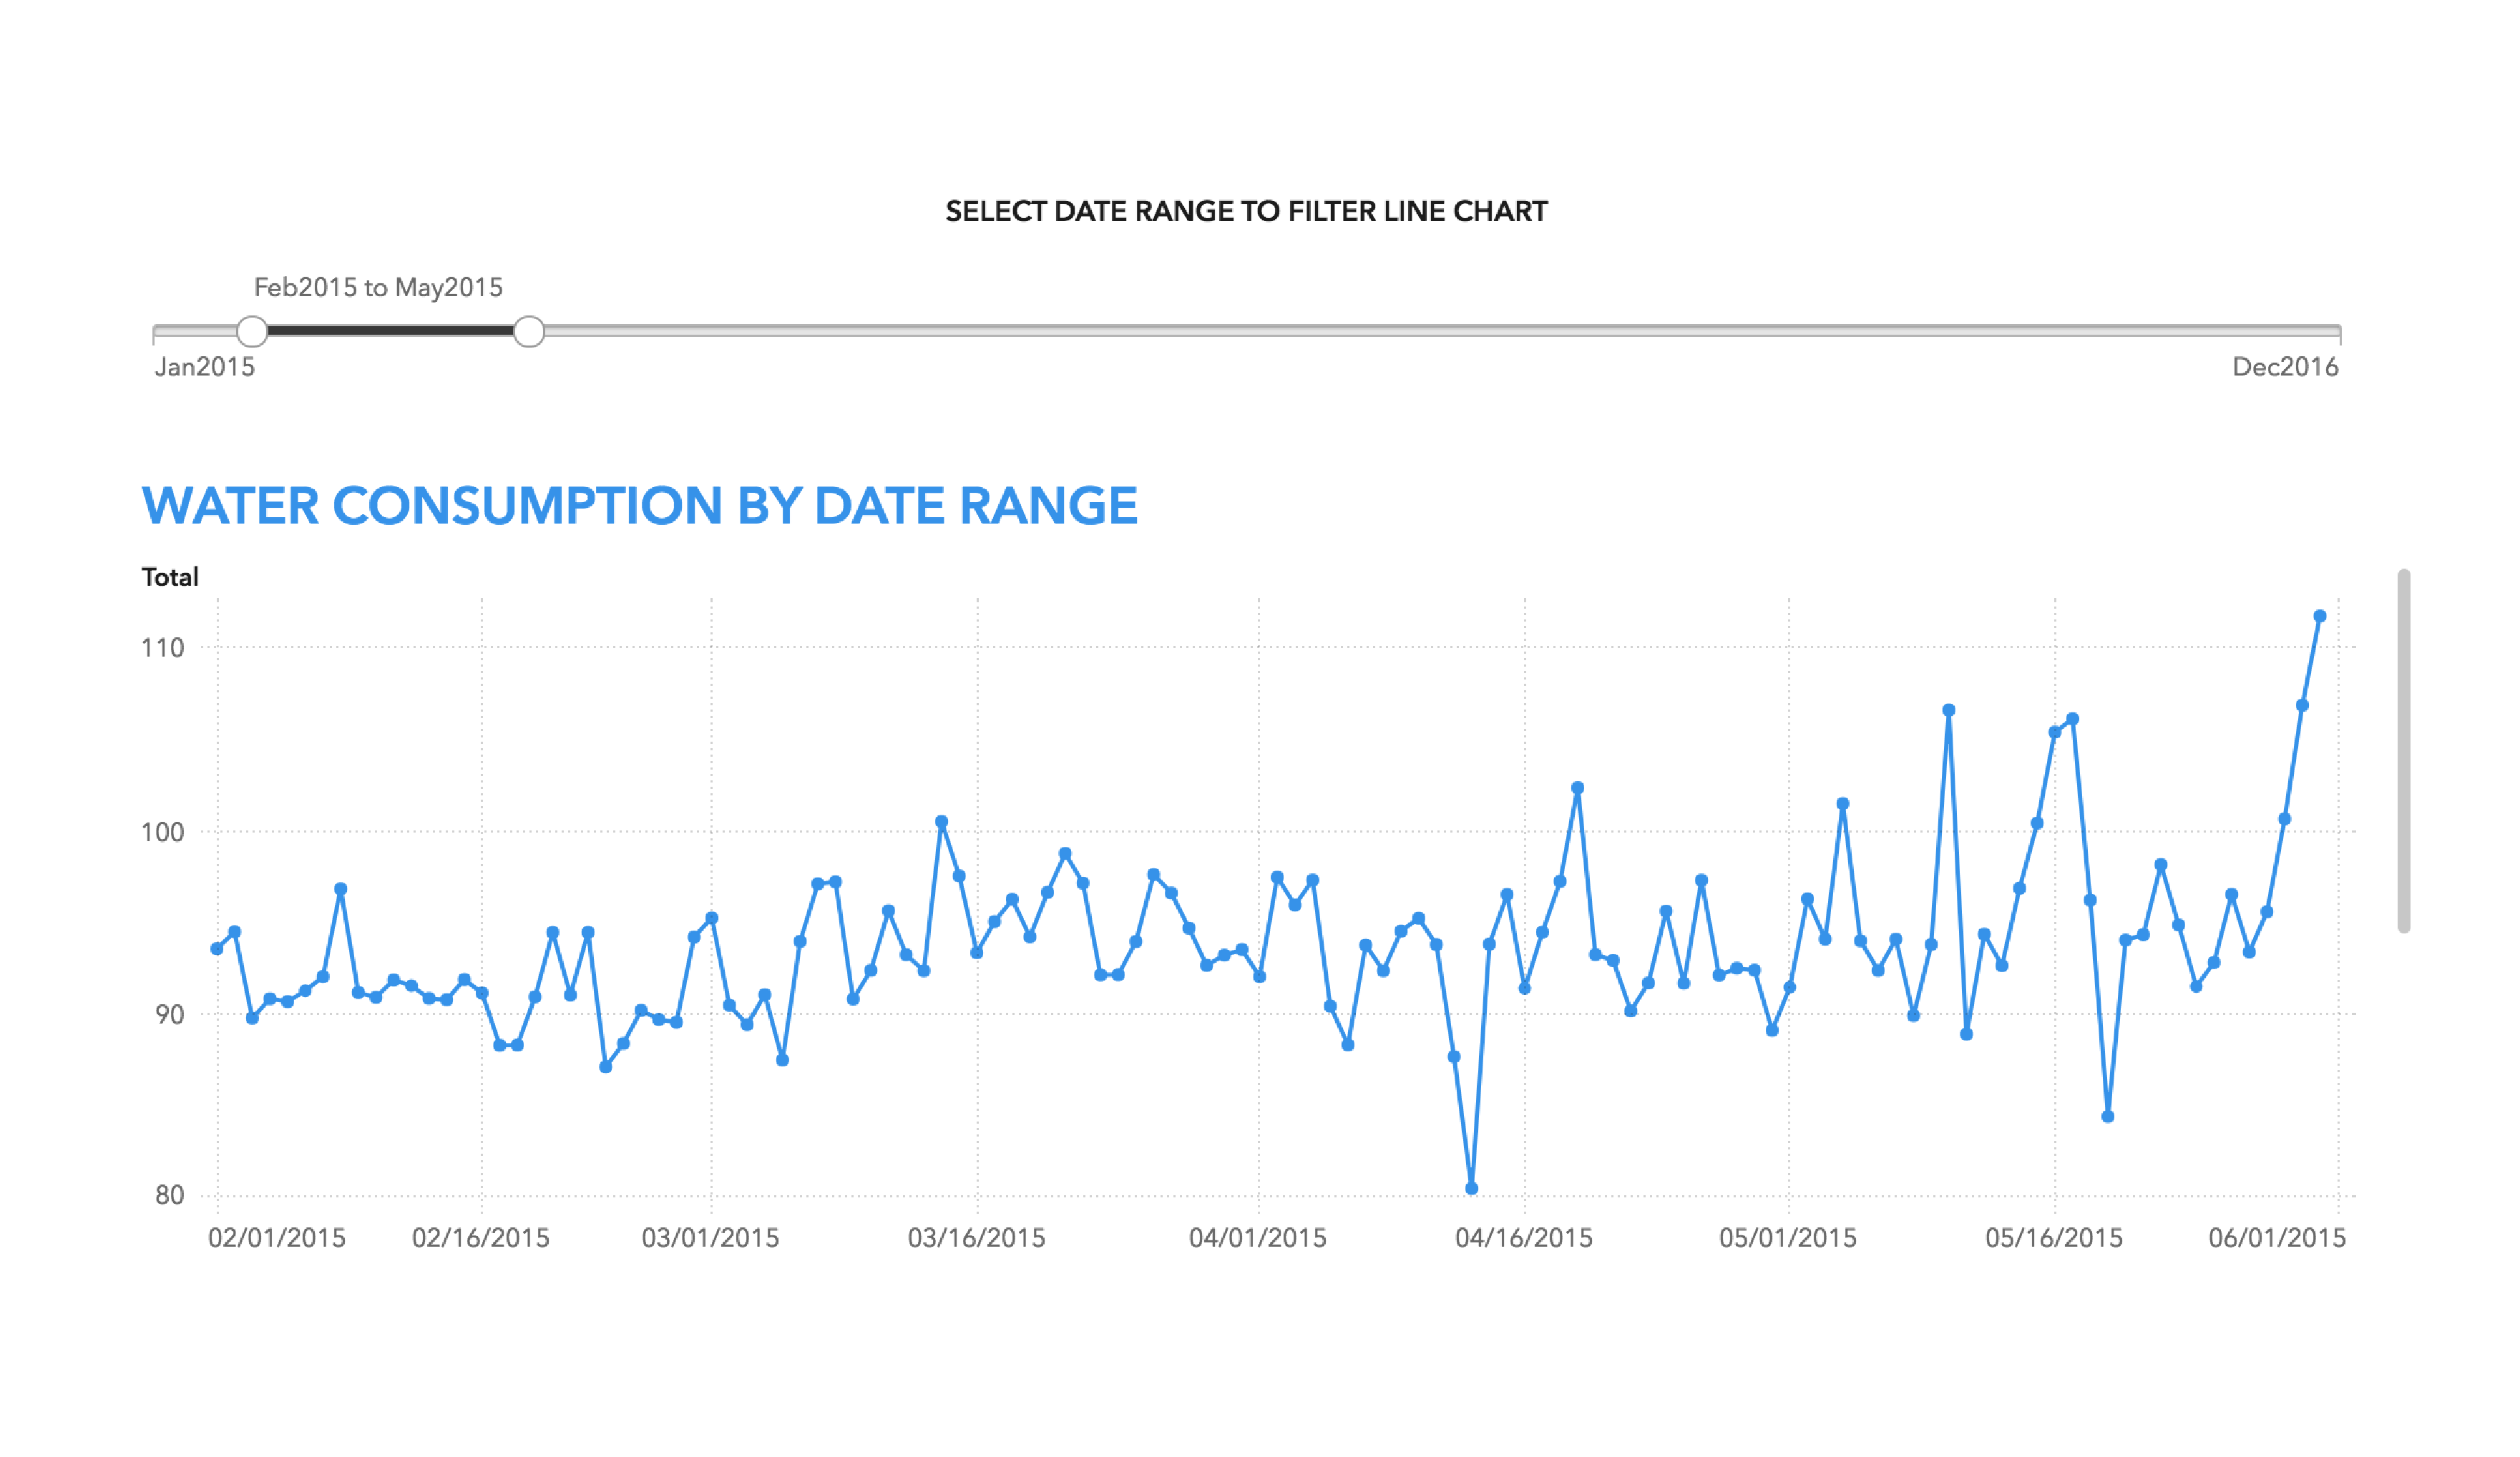 SELECT DATE RANGE TO FILTER LINE CHART
Feb2015 to May2015
Jan2015
Dec2016
WATER CONSUMPTION BY DATE RANGE
Total
110
100
90
80
02/01/2015
02/16/2015
03/01/2015
03/16/2015
04/01/2015
04/16/2015
05/01/2015
05/16/2015
06/01/2015